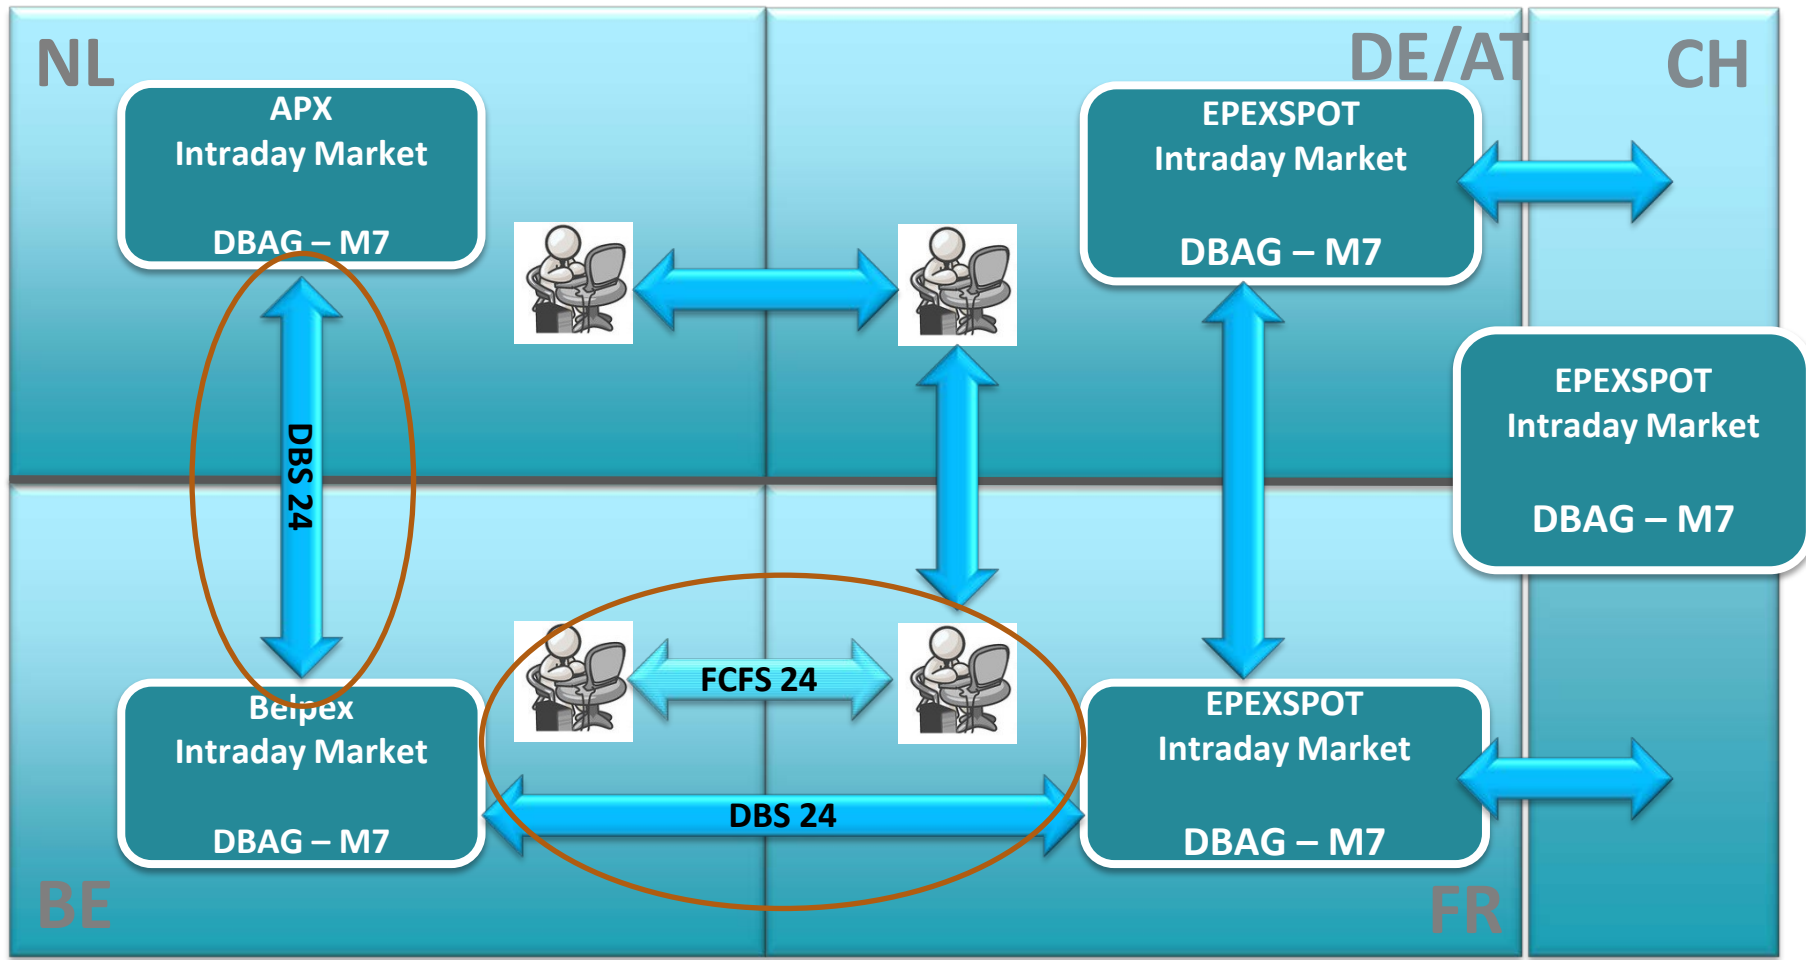 NL
DE/AT
CH
APX
Intraday Market
DBAG – M7
EPEXSPOT
Intraday Market
DBAG – M7
EPEXSPOT
Intraday Market
DBAG – M7
DBS 24
FCFS 24
DBS 24
Belpex
Intraday Market
DBAG – M7
EPEXSPOT
Intraday Market
DBAG – M7
BE
FR